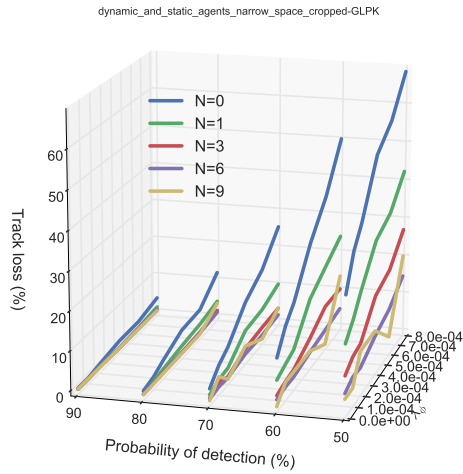 dynamic_and_static_agents_narrow_space_cropped-GLPK
N=0
N=1
N=3
N=6
N=9
Track loss (%)
60
50
40
30
20
10
0
90
80
70
60
50
Probability of detection (%)
8.0e-04
7.0e-04
6.0e-04
5.0e-04
4.0e-04
3.0e-04
2.0e-04
1.0e-04
0.0e+00